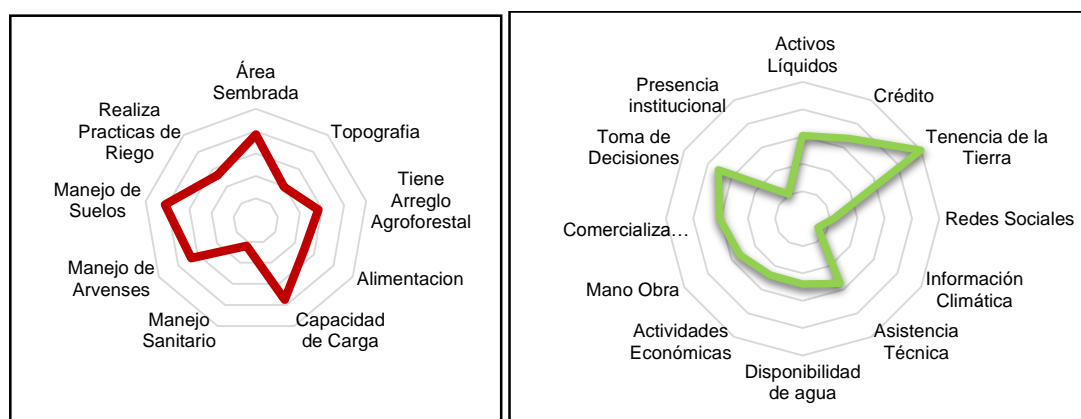 Área
Sembrada
Topografia
Tiene
Arreglo
Agroforestal
Alimentacion
Capacidad
de Carga
Manejo
Sanitario
Manejo de
Arvenses
Manejo de
Suelos
Realiza
Practicas de
Riego
Activos
Líquidos
Crédito
Tenencia de la
Tierra
Redes Sociales
Información
Climática
Asistencia
Técnica
Disponibilidad
de agua
Actividades
Económicas
Mano Obra
Comercializa…
Toma de
Decisiones
Presencia
institucional